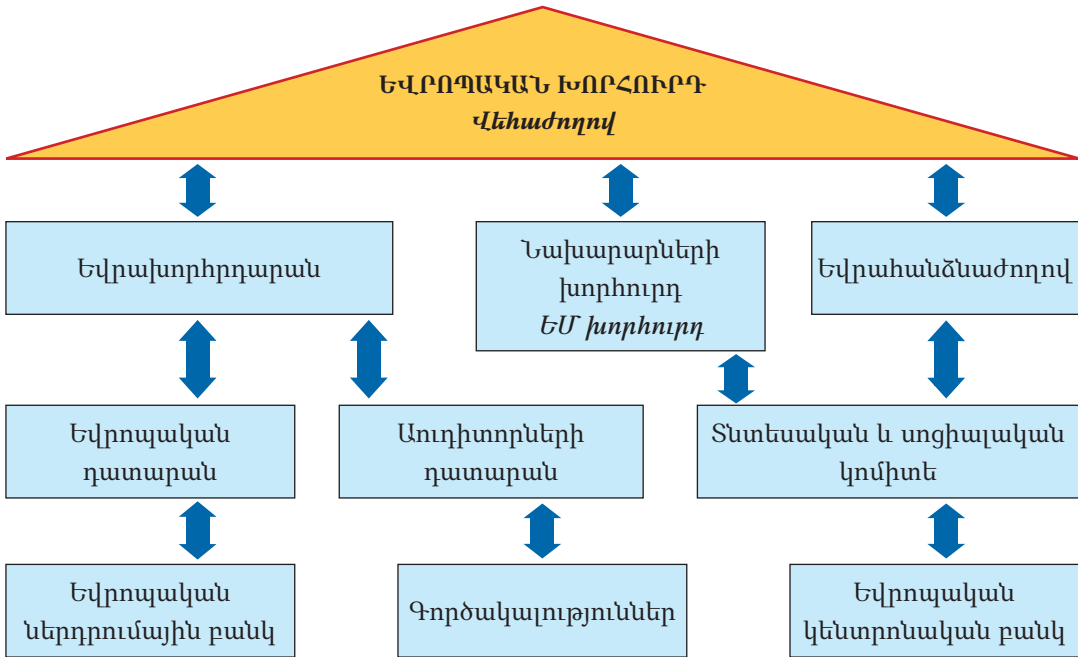 ԵՎՐՈՊԱԿԱՆ ԽՈՐՀՈՒՐԴ
Վեհաժողով
Եվրախորհրդարան
Նախարարների
խորհուրդ
ԵՄ խորհուրդ
Եվրահանձնաժողով
Եվրոպական
դատարան
Աուդիտորների
դատարան
Տնտեսական և սոցիալական
կոմիտե
Եվրոպական
ներդրումային բանկ
Գործակալություններ
Եվրոպական
կենտրոնական բանկ